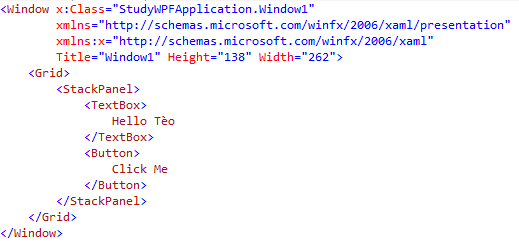 <Window x:Class="StudyWPFApplication.Window1"
        xmlns="http://schemas.microsoft.com/winfx/2006/xaml/presentation"
        xmlns:x="http://schemas.microsoft.com/winfx/2006/xaml"
        Title="Window1" Height="138" Width="262">
    <Grid>
        <StackPanel>
            <TextBox>
                Hello Tèo
            </TextBox>
            <Button>
                Click Me
            </Button>
        </StackPanel>
    </Grid>
</Window>